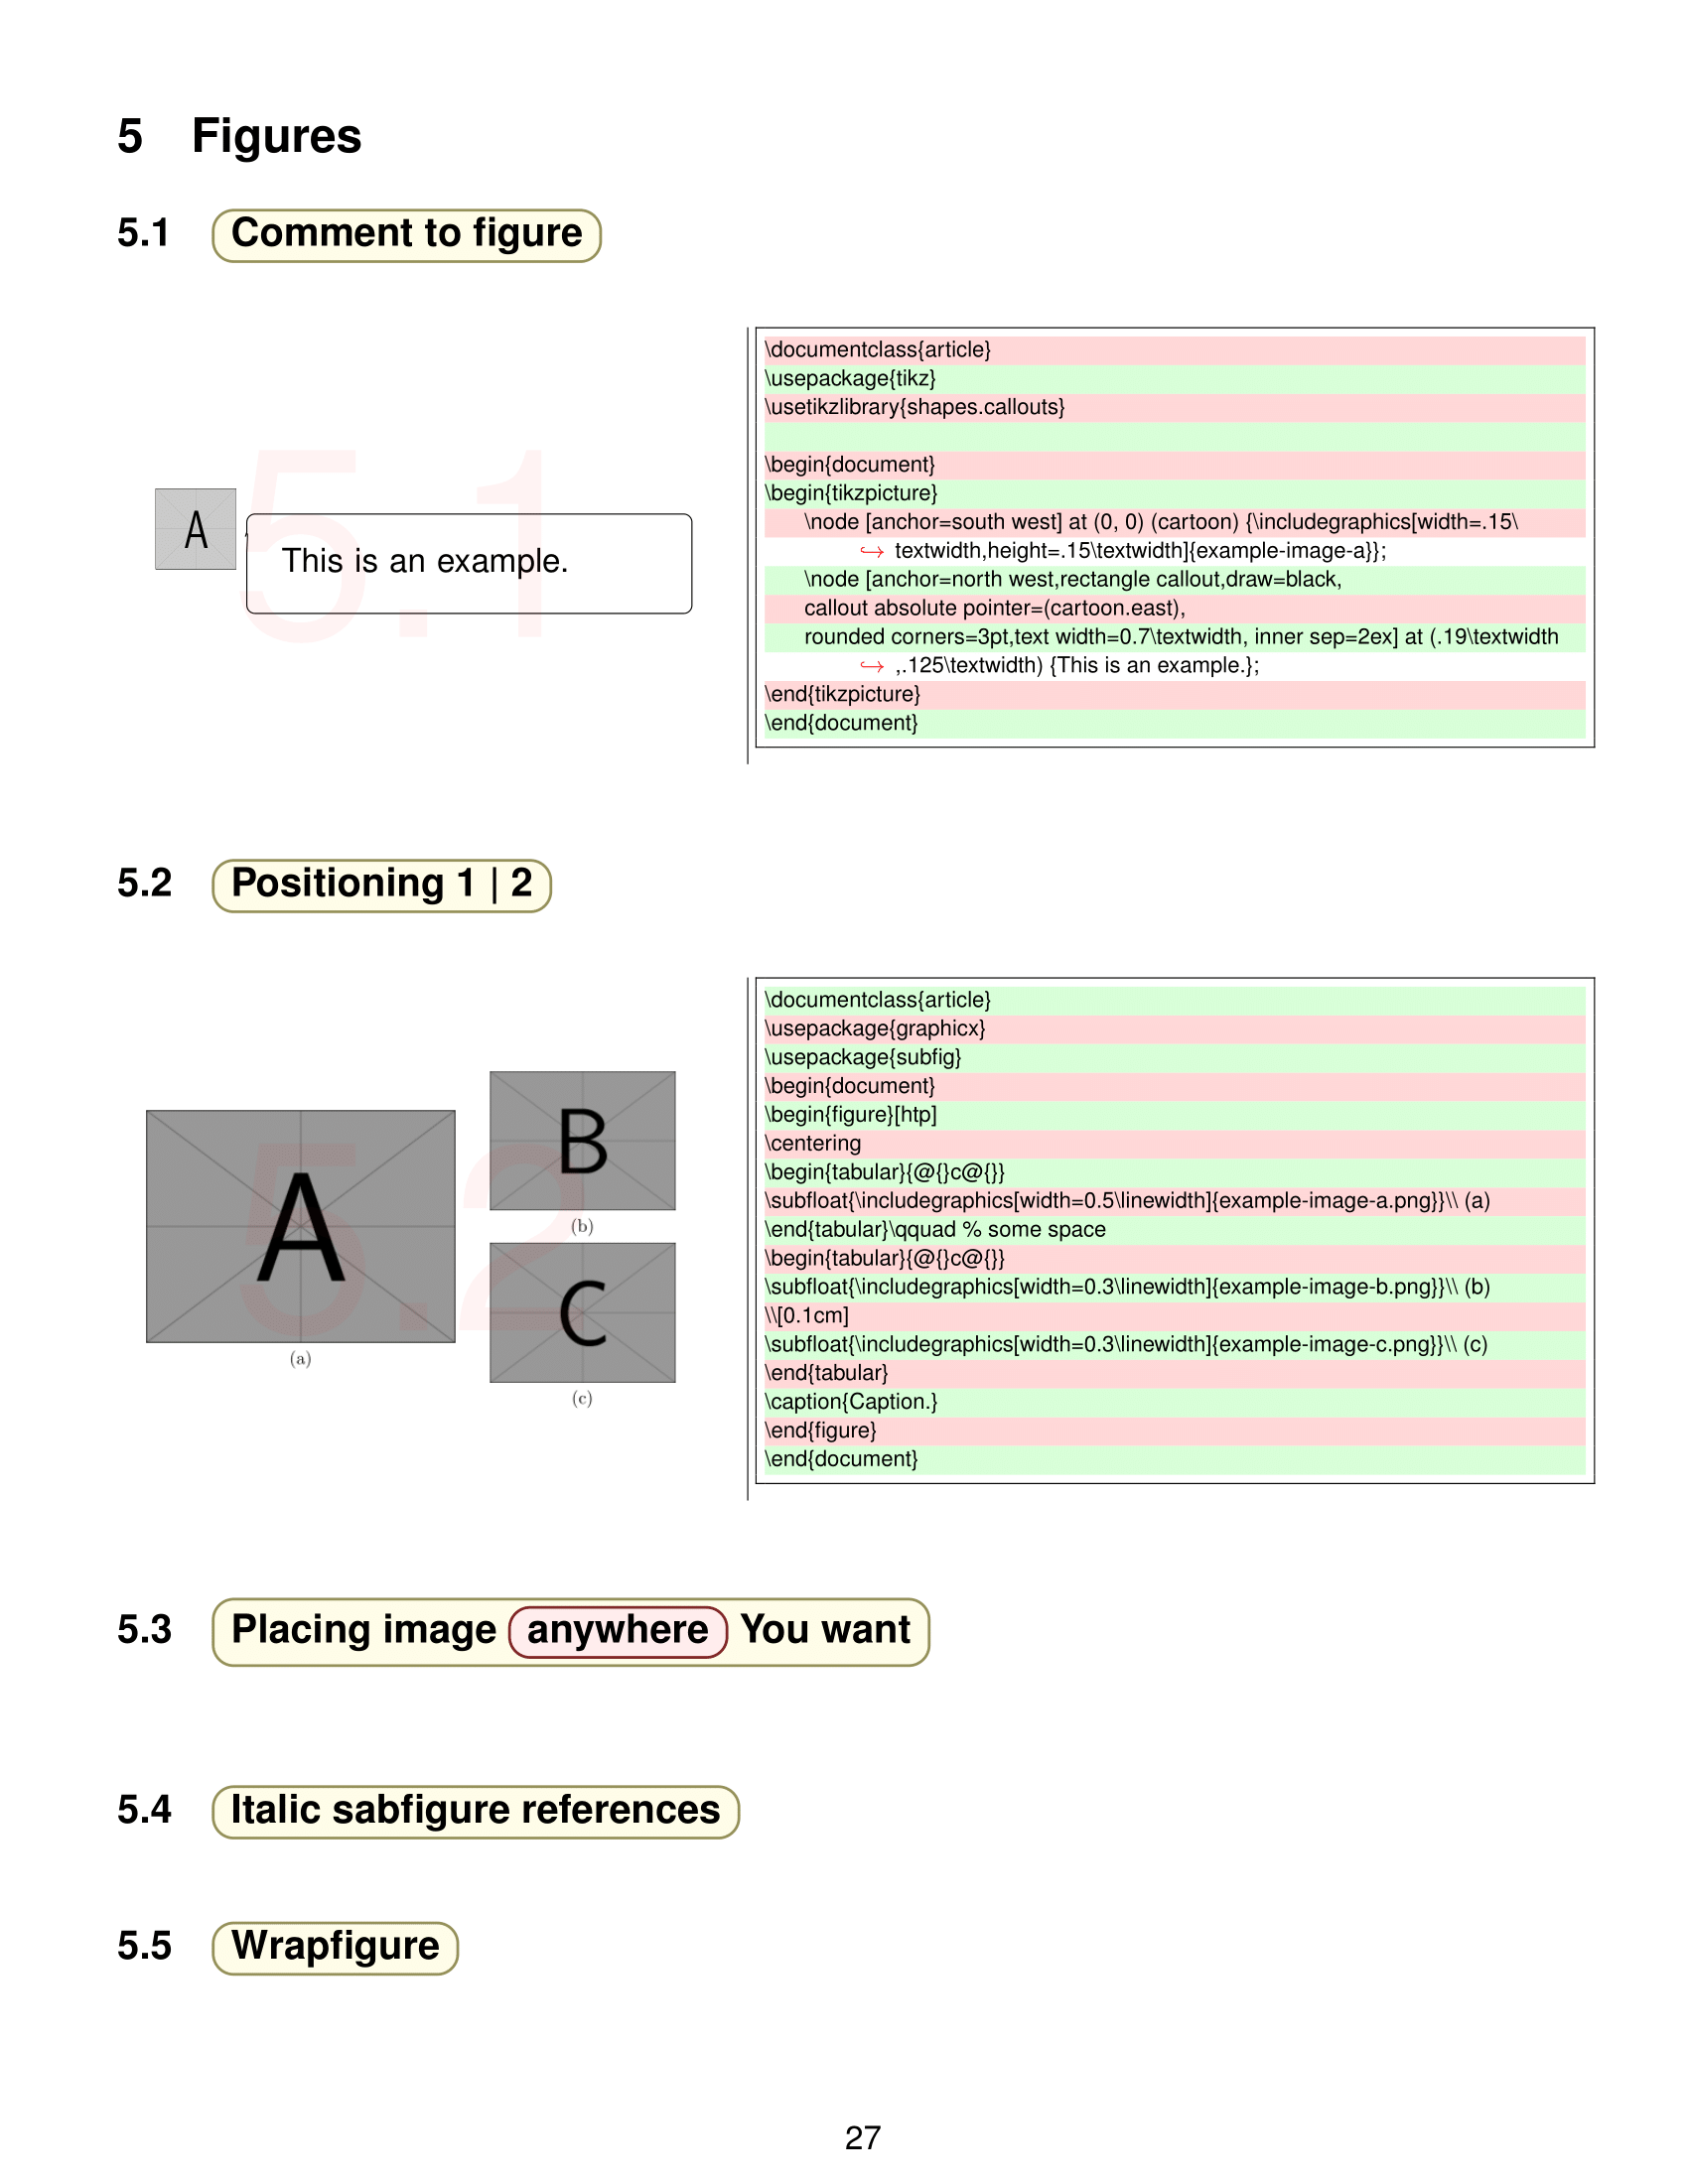 5 Figures
5.1 Comment to figure
5.1
A
This is an example.
\documentclass{article}
\usepackage{tikz}
\usetikzlibrary{shapes.callouts}
\begin{document}
\begin{tikzpicture}
\node [anchor=south west] at (0, 0) (cartoon) {\includegraphics[width=.15\
↪ textwidth,height=.15\textwidth]{example-image-a}};
\node [anchor=north west,rectangle callout,draw=black,
callout absolute pointer=(cartoon.east),
rounded corners=3pt,text width=0.7\textwidth, inner sep=2ex] at (.19\textwidth
↪ ,.125\textwidth) {This is an example.};
\end{tikzpicture}
\end{document}
5.2 Positioning 1 | 2
5.2
A
(a)
B
(b)
C
(c)
\documentclass{article}
\usepackage{graphicx}
\usepackage{subfig}
\begin{document}
\begin{figure}[htp]
\centering
\begin{tabular}{@{}c@{}}
\subfloat{\includegraphics[width=0.5\linewidth]{example-image-a.png}}\\ (a)
\end{tabular}\qquad % some space
\begin{tabular}{@{}c@{}}
\subfloat{\includegraphics[width=0.3\linewidth]{example-image-b.png}}\\ (b)
\\[0.1cm]
\subfloat{\includegraphics[width=0.3\linewidth]{example-image-c.png}}\\ (c)
\end{tabular}
\caption{Caption.}
\end{figure}
\end{document}
5.3 Placing image anywhere You want
5.4 Italic sabfigure references
5.5 Wrapfigure
27